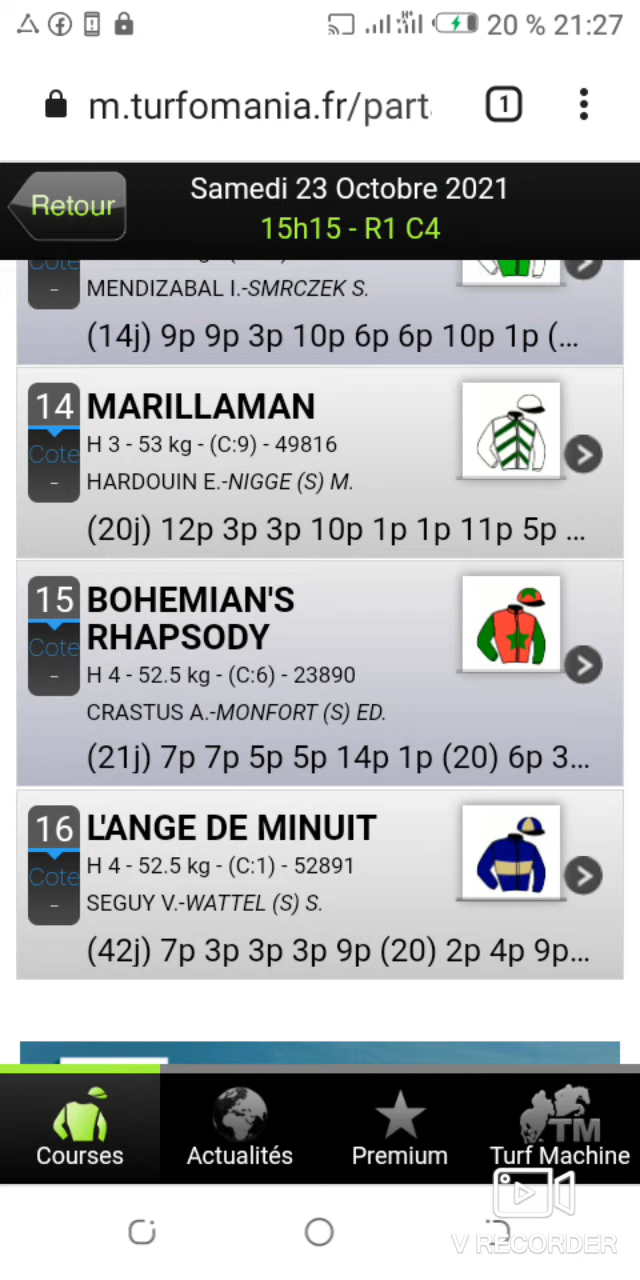 20 % 21:27
m.turfomania.fr/part
1
Retour
Samedi 23 Octobre 2021
15h15 - R1 C4
Cote
-
MENDIZABAL I.-SMRCZEK S.
(14j) 9p 9p 3p 10p 6p 6p 10p 1p (...
14 MARILLAMAN
Cote
-
H 3 - 53 kg - (C:9) - 49816
HARDOUIN E.-NIGGE (S) M.
(20j) 12p 3p 3p 10p 1p 1p 11p 5p ...
15 BOHEMIAN'S
RHAPSODY
Cote
-
H 4 - 52.5 kg - (C:6) - 23890
CRASTUS A.-MONFORT (S) ED.
(21j) 7p 7p 5p 5p 14p 1p (20) 6p 3...
16 L'ANGE DE MINUIT
Cote
-
H 4 - 52.5 kg - (C:1) - 52891
SEGUY V.-WATTEL (S) S.
(42j) 7p 3p 3p 3p 9p (20) 2p 4p 9p...
TM
Courses Actualités Premium Turf Machine
V RECORDER